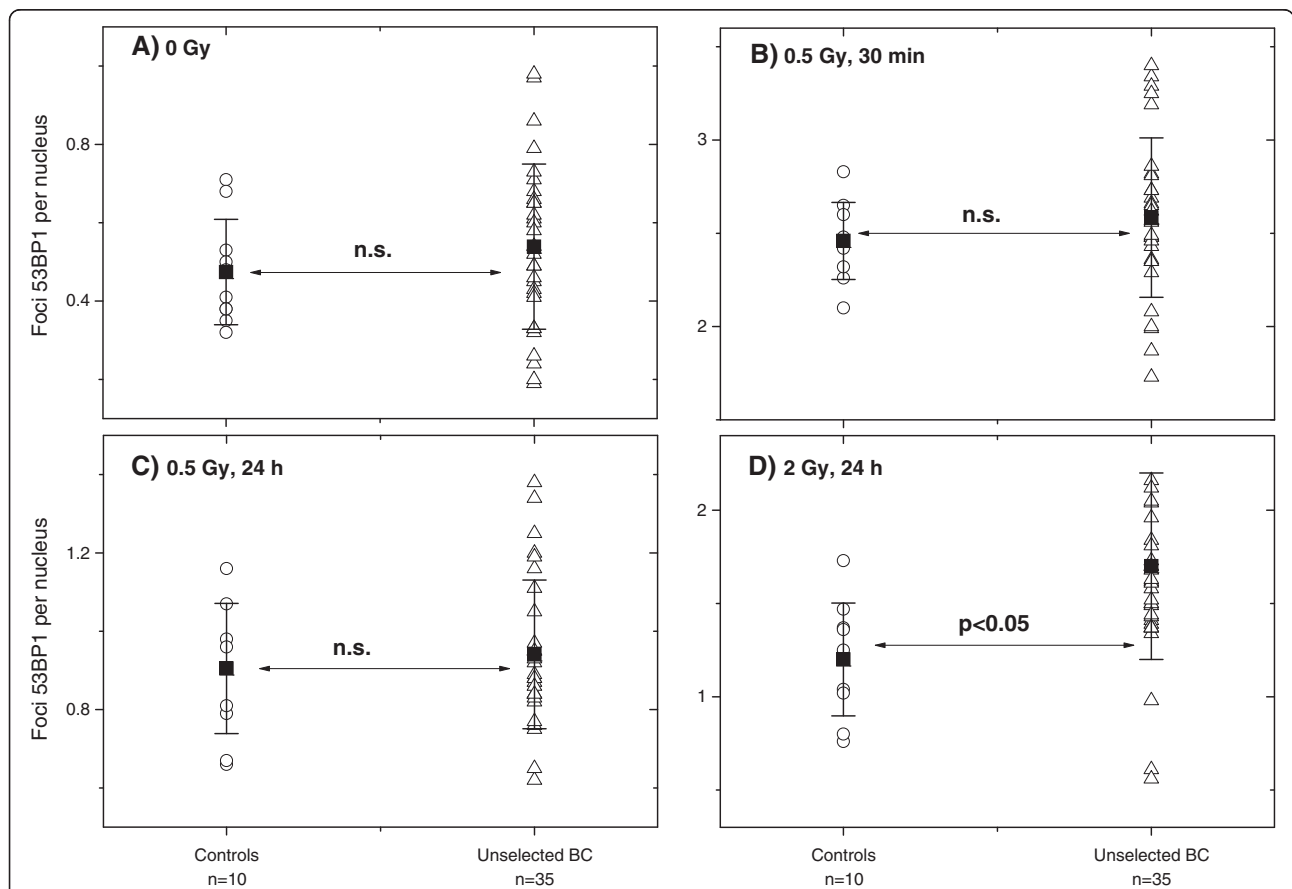 A) 0 Gy
Foci 53BP1 per nucleus
0.8
0.4
n.s.
B) 0.5 Gy, 30 min
3
2
n.s.
C) 0.5 Gy, 24 h
Foci 53BP1 per nucleus
1.2
0.8
n.s.
Controls
n=10
Unselected BC
n=35
D) 2 Gy, 24 h
2
1
p<0.05
Controls
n=10
Unselected BC
n=35